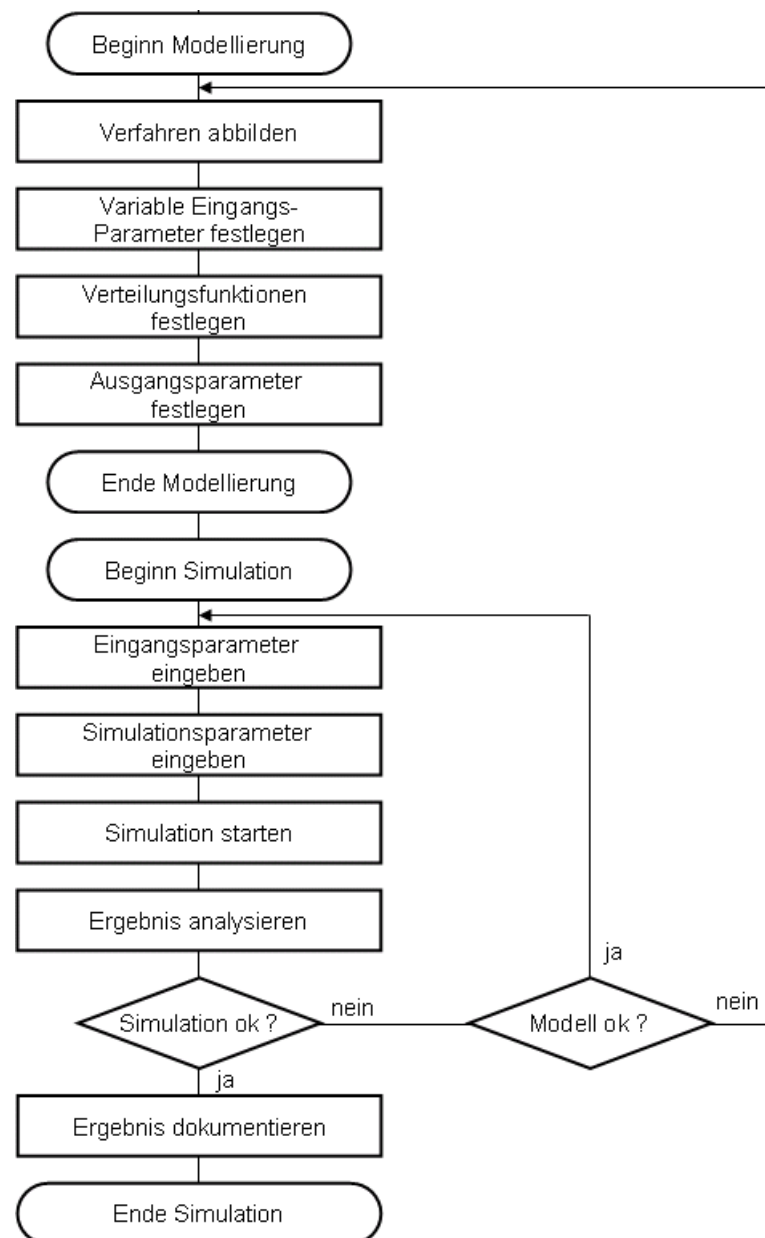 Beginn Modellierung
Verfahren abbilden
Variable Eingangs-
Parameter festlegen
Verteilungsfunktionen
festlegen
Ausgangsparameter
festlegen
Ende Modellierung
Beginn Simulation
Eingangsparameter
eingeben
Simulationsparameter
eingeben
Simulation starten
Ergebnis analysieren
ja
Simulation ok ?
nein
Modell ok ?
nein
ja
Ergebnis dokumentieren
Ende Simulation